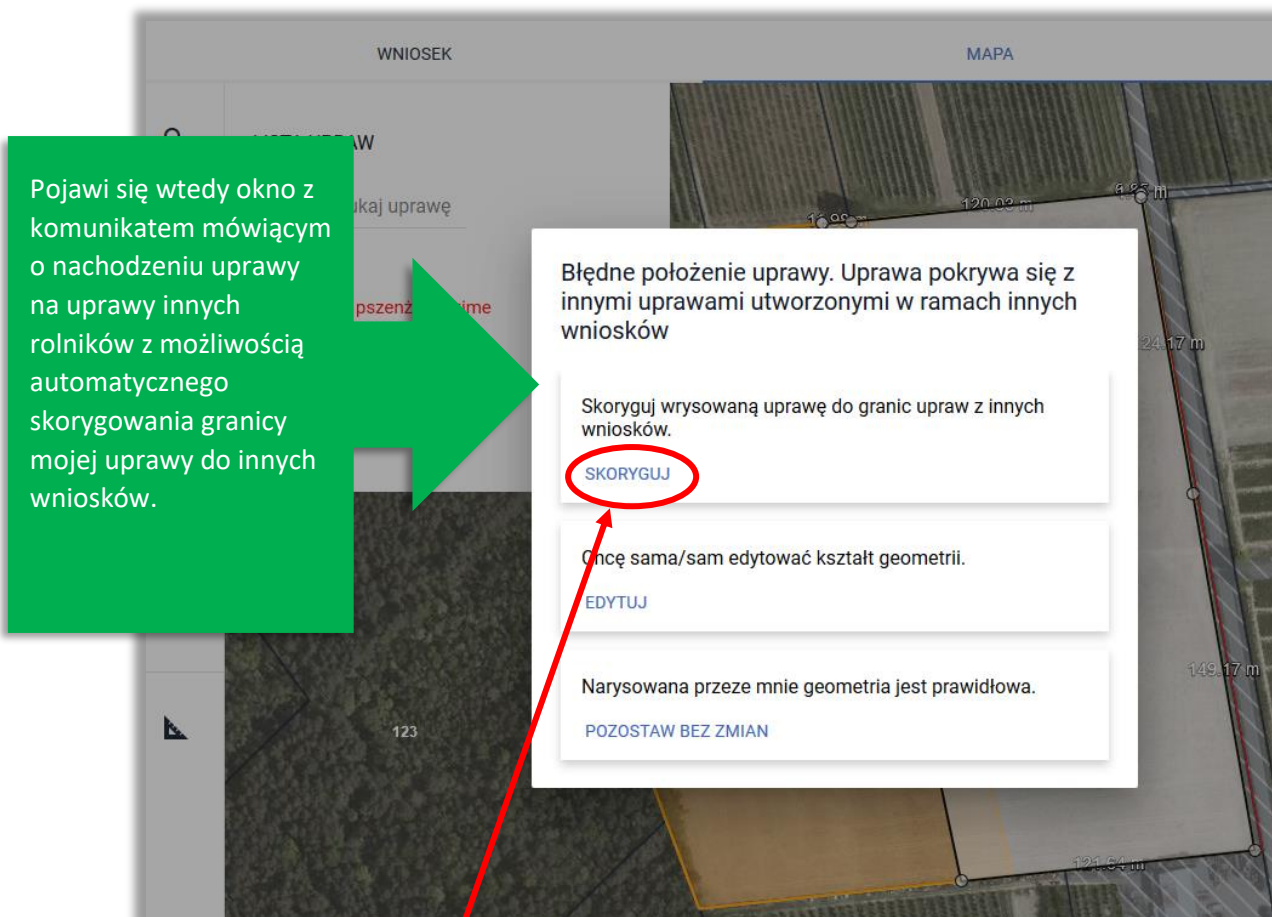 WNIOSEK
MAPA
ukaj uprawę
Pojawi się wtedy okno z
komunikatem mówiącym
o nachodzeniu uprawy
na uprawy innych
rolników z możliwością
automatycznego
skorygowania granicy
mojej uprawy do innych
wniosków.
120.03 m
Błędne położenie uprawy. Uprawa pokrywa się z
innymi uprawami utworzonymi w ramach innych
wniosków
Skoryguj wrysowaną uprawę do granic upraw z innych
wniosków.
SKORYGUJ
Chcę sama/sam edytować kształt geometrii.
EDYTUJ
Narysowana przeze mnie geometria jest prawidłowa.
POZOSTAW BEZ ZMIAN
149.17 m
123
121.64 m